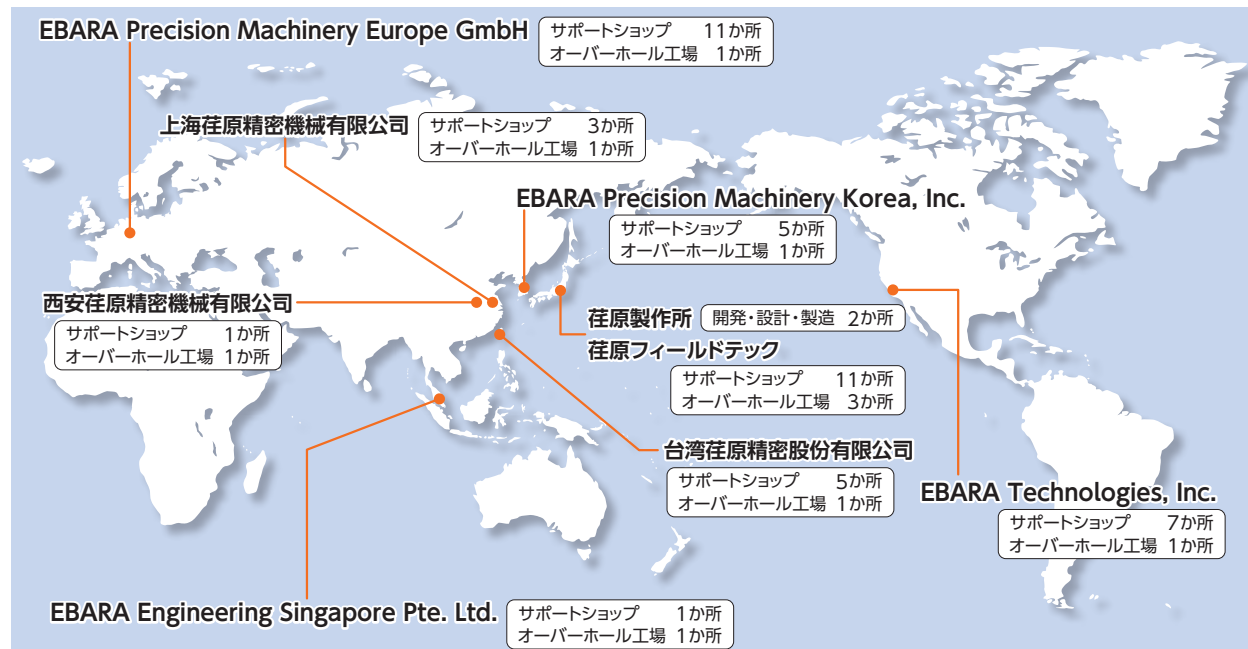 EBARA Precision Machinery Europe GmbH
サポートショップ 11か所
オーバーホール工場 1か所
上海荏原精密機械有限公司
サポートショップ 3か所
オーバーホール工場 1か所
EBARA Precision Machinery Korea, Inc.
サポートショップ 5か所
オーバーホール工場 1か所
西安荏原精密機械有限公司
サポートショップ 1か所
オーバーホール工場 1か所
荏原製作所 開発・設計・製造 2か所
荏原フィールドテック
サポートショップ 11か所
オーバーホール工場 3か所
台湾荏原精密股份有限公司
サポートショップ 5か所
オーバーホール工場 1か所
EBARA Technologies, Inc.
サポートショップ 7か所
オーバーホール工場 1か所
EBARA Engineering Singapore Pte. Ltd.
サポートショップ 1か所
オーバーホール工場 1か所